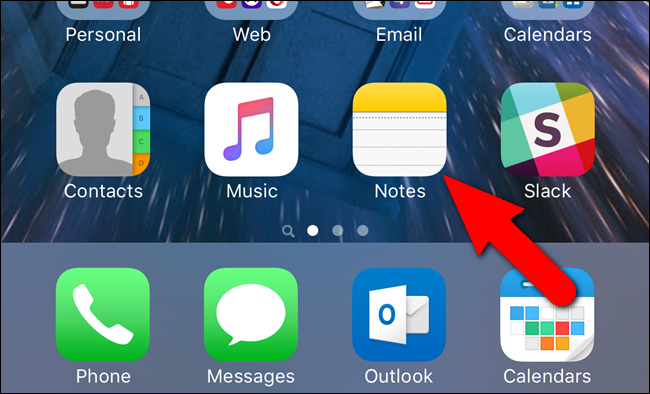 Personal Web Email Calendars
A
B
C
D
S
Contacts Music Notes Slack
O
Phone Messages Outlook Calendars